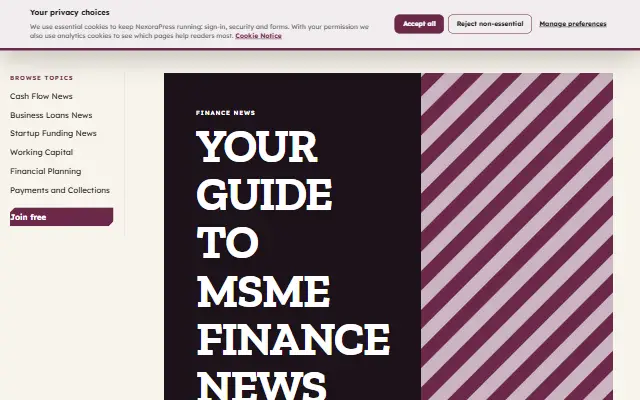 Your privacy choices
We use essential cookies to keep NexoraPress running: sign-in, security and forms. With your permission we
also use analytics cookies to see which pages help readers most. Cookie Notice
Accept all
Reject non-essential
Manage preferences
BROWSE TOPICS
Cash Flow News
Business Loans News
Startup Funding News
Working Capital
Financial Planning
Payments and Collections
Join free
FINANCE NEWS
YOUR
GUIDE
TO
MSME
FINANCE
NEWS